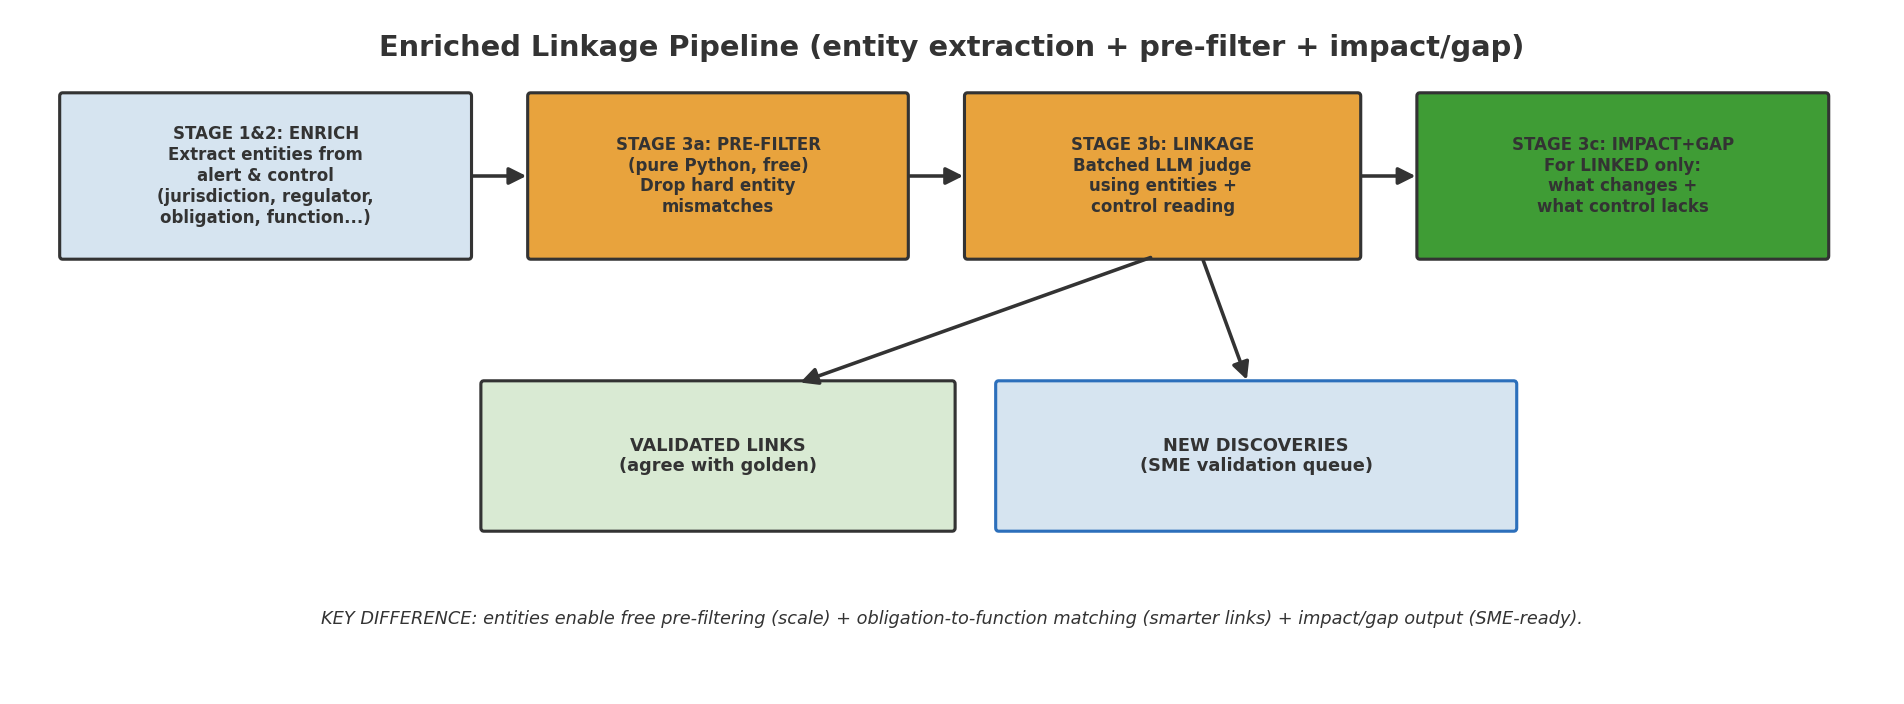 Enriched Linkage Pipeline (entity extraction + pre-filter + impact/gap)
STAGE 1&2: ENRICH
Extract entities from
alert & control
(jurisdiction, regulator,
obligation, function...)
STAGE 3a: PRE-FILTER
(pure Python, free)
Drop hard entity
mismatches
STAGE 3b: LINKAGE
Batched LLM judge
using entities +
control reading
STAGE 3c: IMPACT+GAP
For LINKED only:
what changes +
what control lacks
VALIDATED LINKS
(agree with golden)
NEW DISCOVERIES
(SME validation queue)
KEY DIFFERENCE: entities enable free pre-filtering (scale) + obligation-to-function matching (smarter links) + impact/gap output (SME-ready).